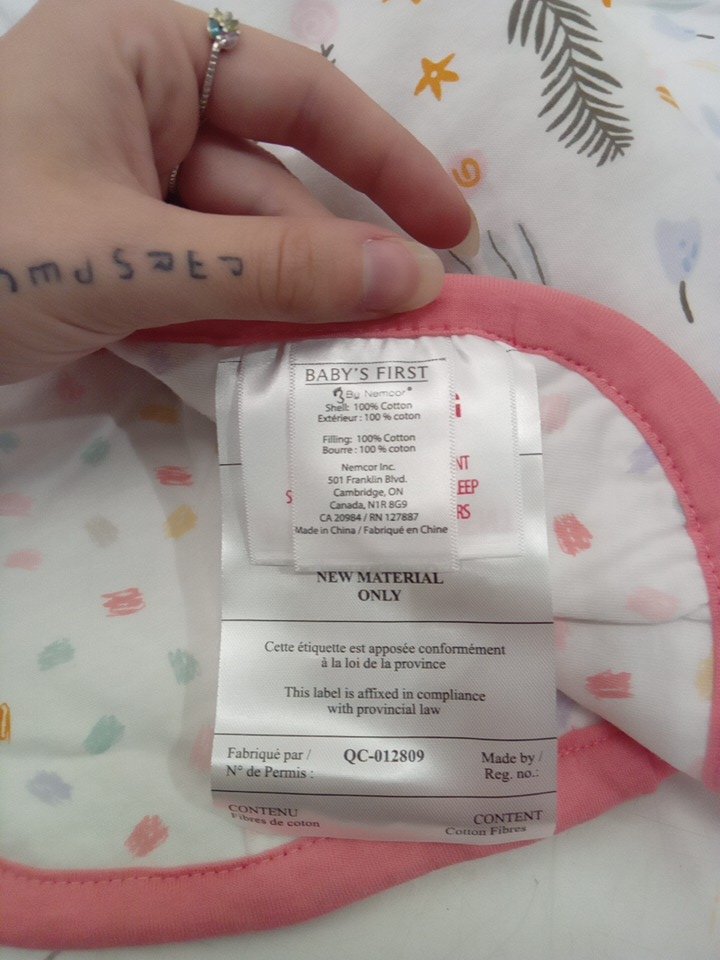 BABY'S FIRST
By Nemcor
Shell: 100% Cotton
Extérieur : 100 % coton
Filling: 100% Cotton
Bourre : 100 % coton
Nemcor Inc.
501 Franklin Blvd.
Cambridge, ON
Canada, N1R 8G9
CA 20984 / RN 127887
Made in China / Fabriqué en Chine
NEW MATERIAL
ONLY
Cette étiquette est apposée conformément
à la loi de la province
This label is affixed in compliance
with provincial law
Fabriqué par / QC-012809 Made by /
N° de Permis : Reg. no.:
CONTENU CONTENT
Fibres de coton Cotton Fibres